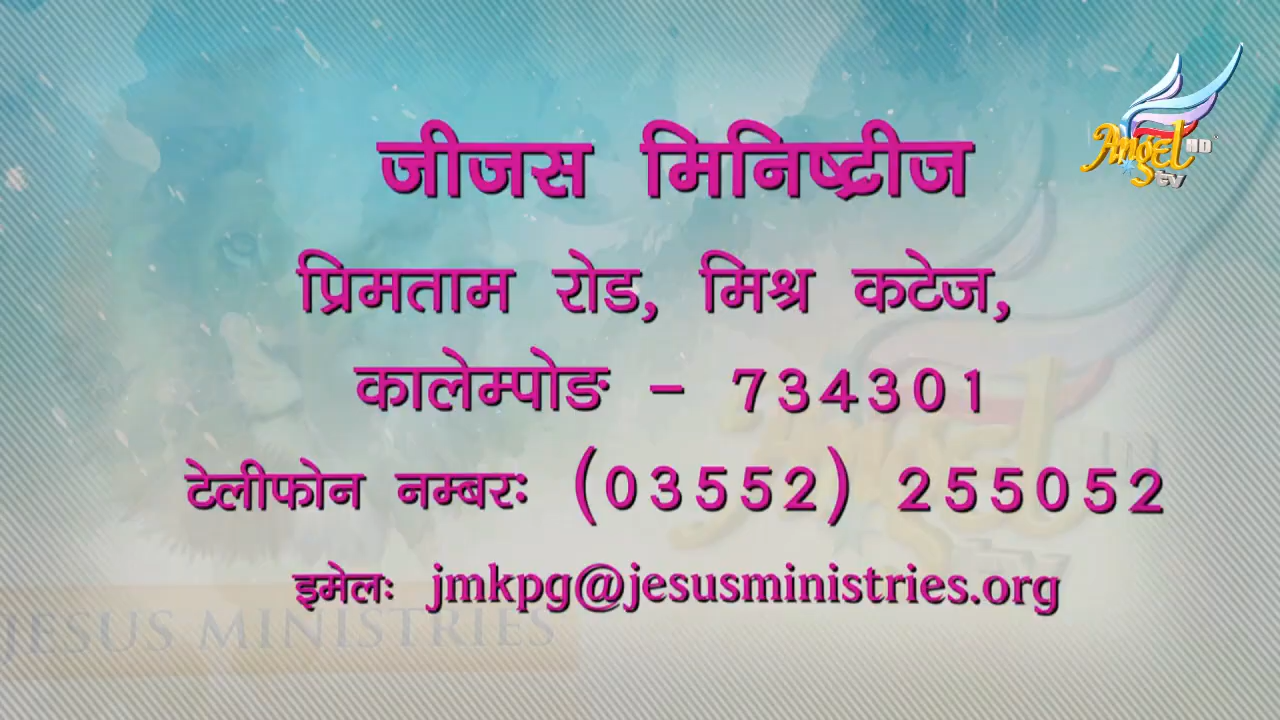 Angel HD
tv
जीजस मिनिष्ट्रीज
प्रिमताम रोड, मिश्र कटेज,
कालेम्पोङ – 734301
टेलीफोन नम्बरः (03552) 255052
इमेलः jmkpg@jesusministries.org
JESUS MINISTRIES